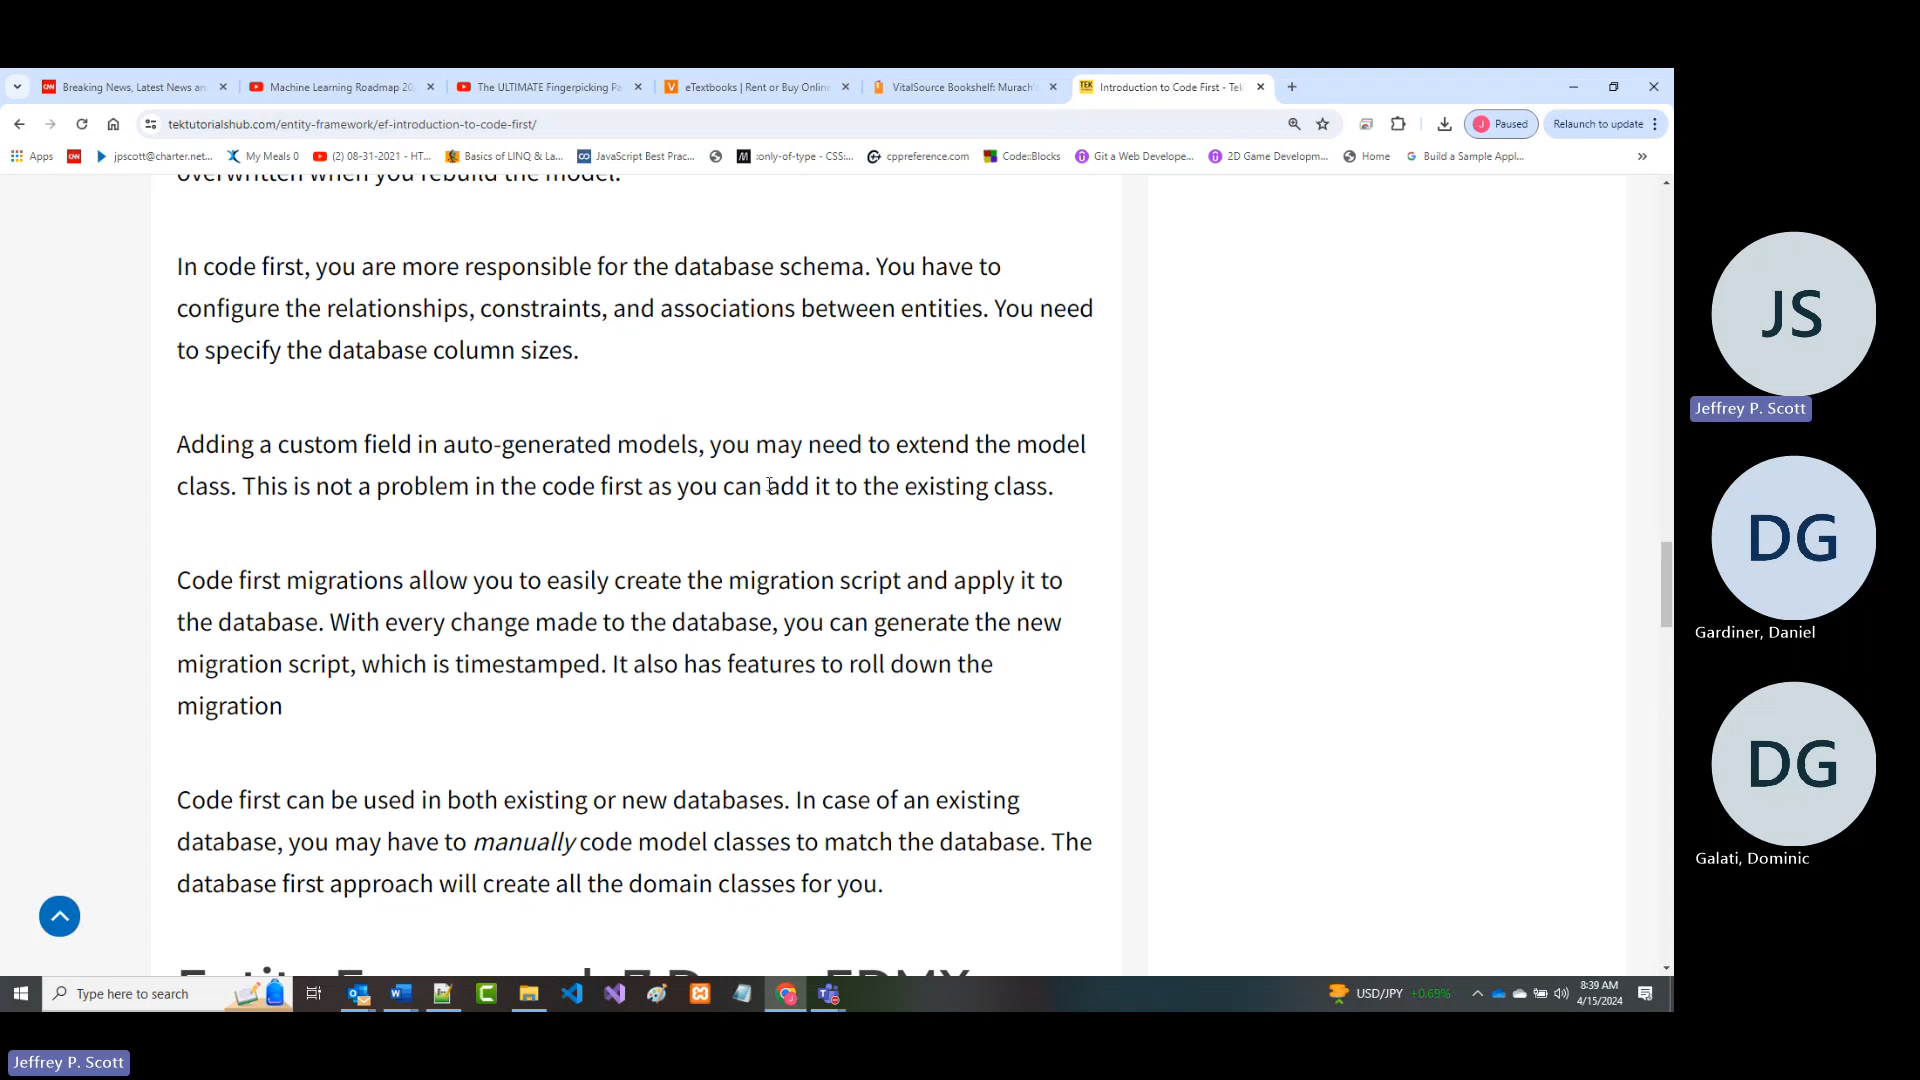 Breaking News, Latest News an
Machine Learning Roadmap 20
The ULTIMATE Fingerpicking Pa
eTextbooks | Rent or Buy Online
VitalSource Bookshelf: Murach'
TEK
Introduction to Code First - Tek
tektutorialshub.com/entity-framework/ef-introduction-to-code-first/
J
Paused
Relaunch to update
Apps
CNN
jpscott@charter.net...
My Meals 0
(2) 08-31-2021 - HT...
Basics of LINQ & La...
JavaScript Best Prac...
:only-of-type - CSS:...
cppreference.com
Code::Blocks
Git a Web Develope...
2D Game Developm...
Home
Build a Sample Appl...
overwritten when you rebuild the model.
In code first, you are more responsible for the database schema. You have to
configure the relationships, constraints, and associations between entities. You need
to specify the database column sizes.
Adding a custom field in auto-generated models, you may need to extend the model
class. This is not a problem in the code first as you can add it to the existing class.
Code first migrations allow you to easily create the migration script and apply it to
the database. With every change made to the database, you can generate the new
migration script, which is timestamped. It also has features to roll down the
migration
Code first can be used in both existing or new databases. In case of an existing
database, you may have to manually code model classes to match the database. The
database first approach will create all the domain classes for you.
JS
Jeffrey P. Scott
DG
Gardiner, Daniel
DG
Galati, Dominic
Type here to search
USD/JPY +0.69%
8:39 AM
4/15/2024
Jeffrey P. Scott